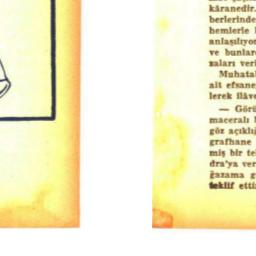 kâranedir.
berlerinde
hemlerle
anlaşılıyor
ve bunlar
zaları veri
Muhatal
ait efsane
lerek ilâve
— Görü
maceralı
göz açıklığ
grafhane
miş bir te
dra'ya ver
ğazama g
teklif etti